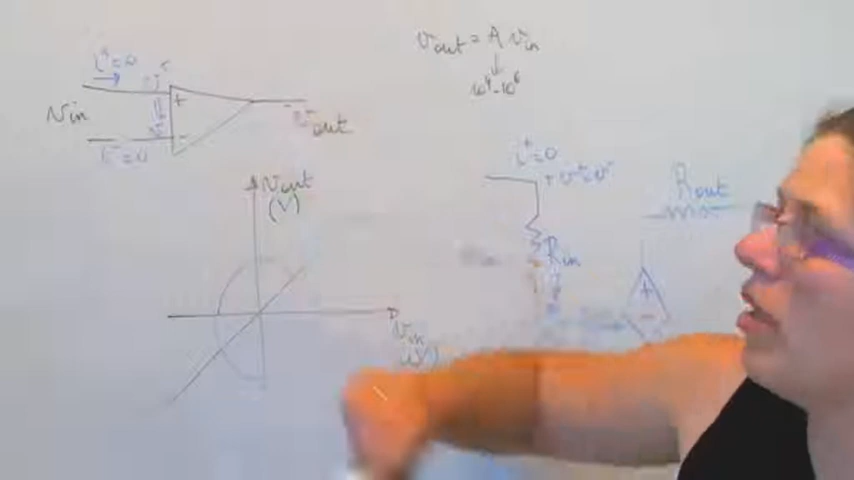 Vout = A Vin
10⁴-10⁶
i⁺=0
v⁺
+
Vin
v⁻
-
i⁻=0
Vout
i⁺=0
+ v⁺=v⁻
Rout
Vout
(V)
Rin
+
-
Vin